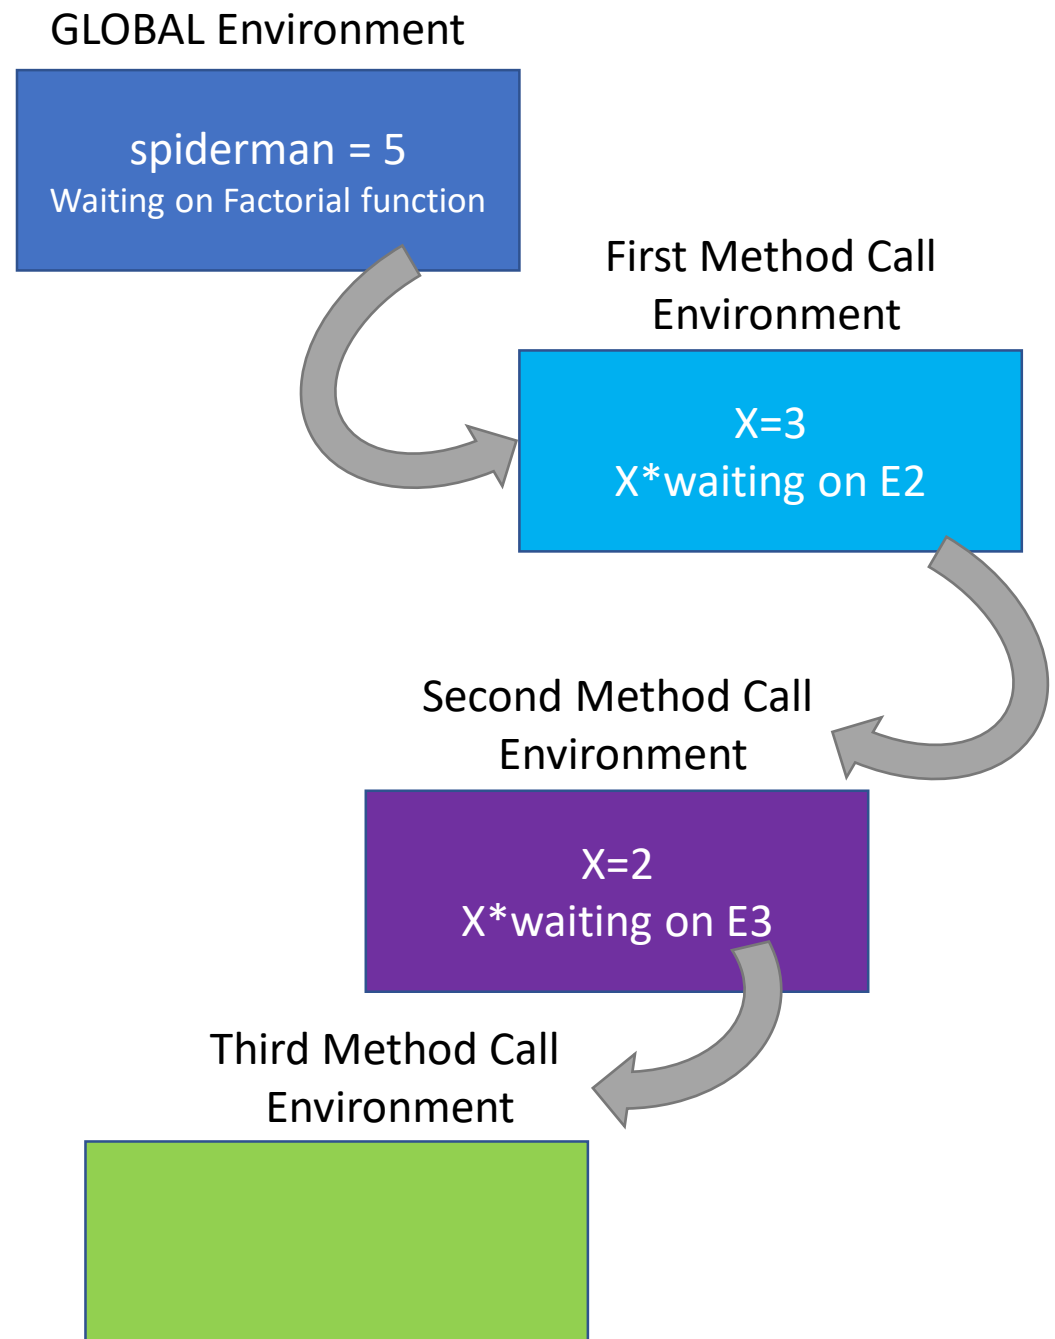 GLOBAL Environment
spiderman = 5
Waiting on Factorial function
First Method Call
Environment
X=3
X*waiting on E2
Second Method Call
Environment
X=2
X*waiting on E3
Third Method Call
Environment